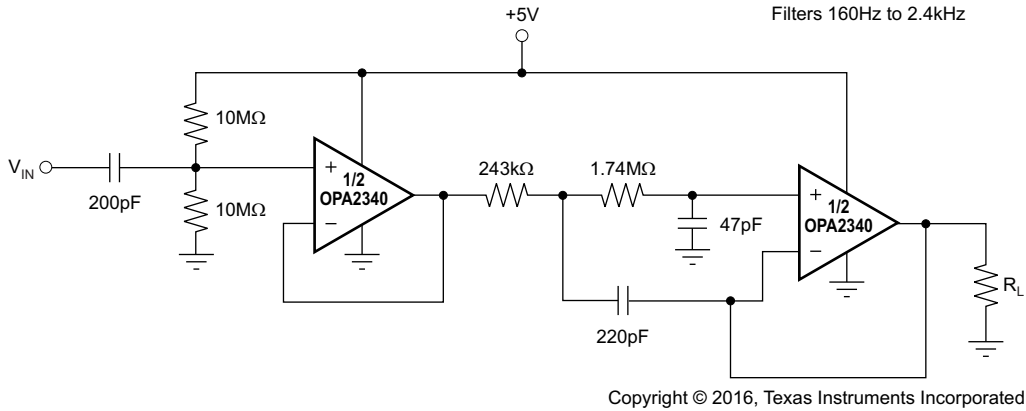 +5V
Filters 160Hz to 2.4kHz
10MΩ
V_IN
200pF
10MΩ
+
1/2
OPA2340
−
243kΩ
1.74MΩ
47pF
220pF
+
1/2
OPA2340
−
R_L
Copyright © 2016, Texas Instruments Incorporated